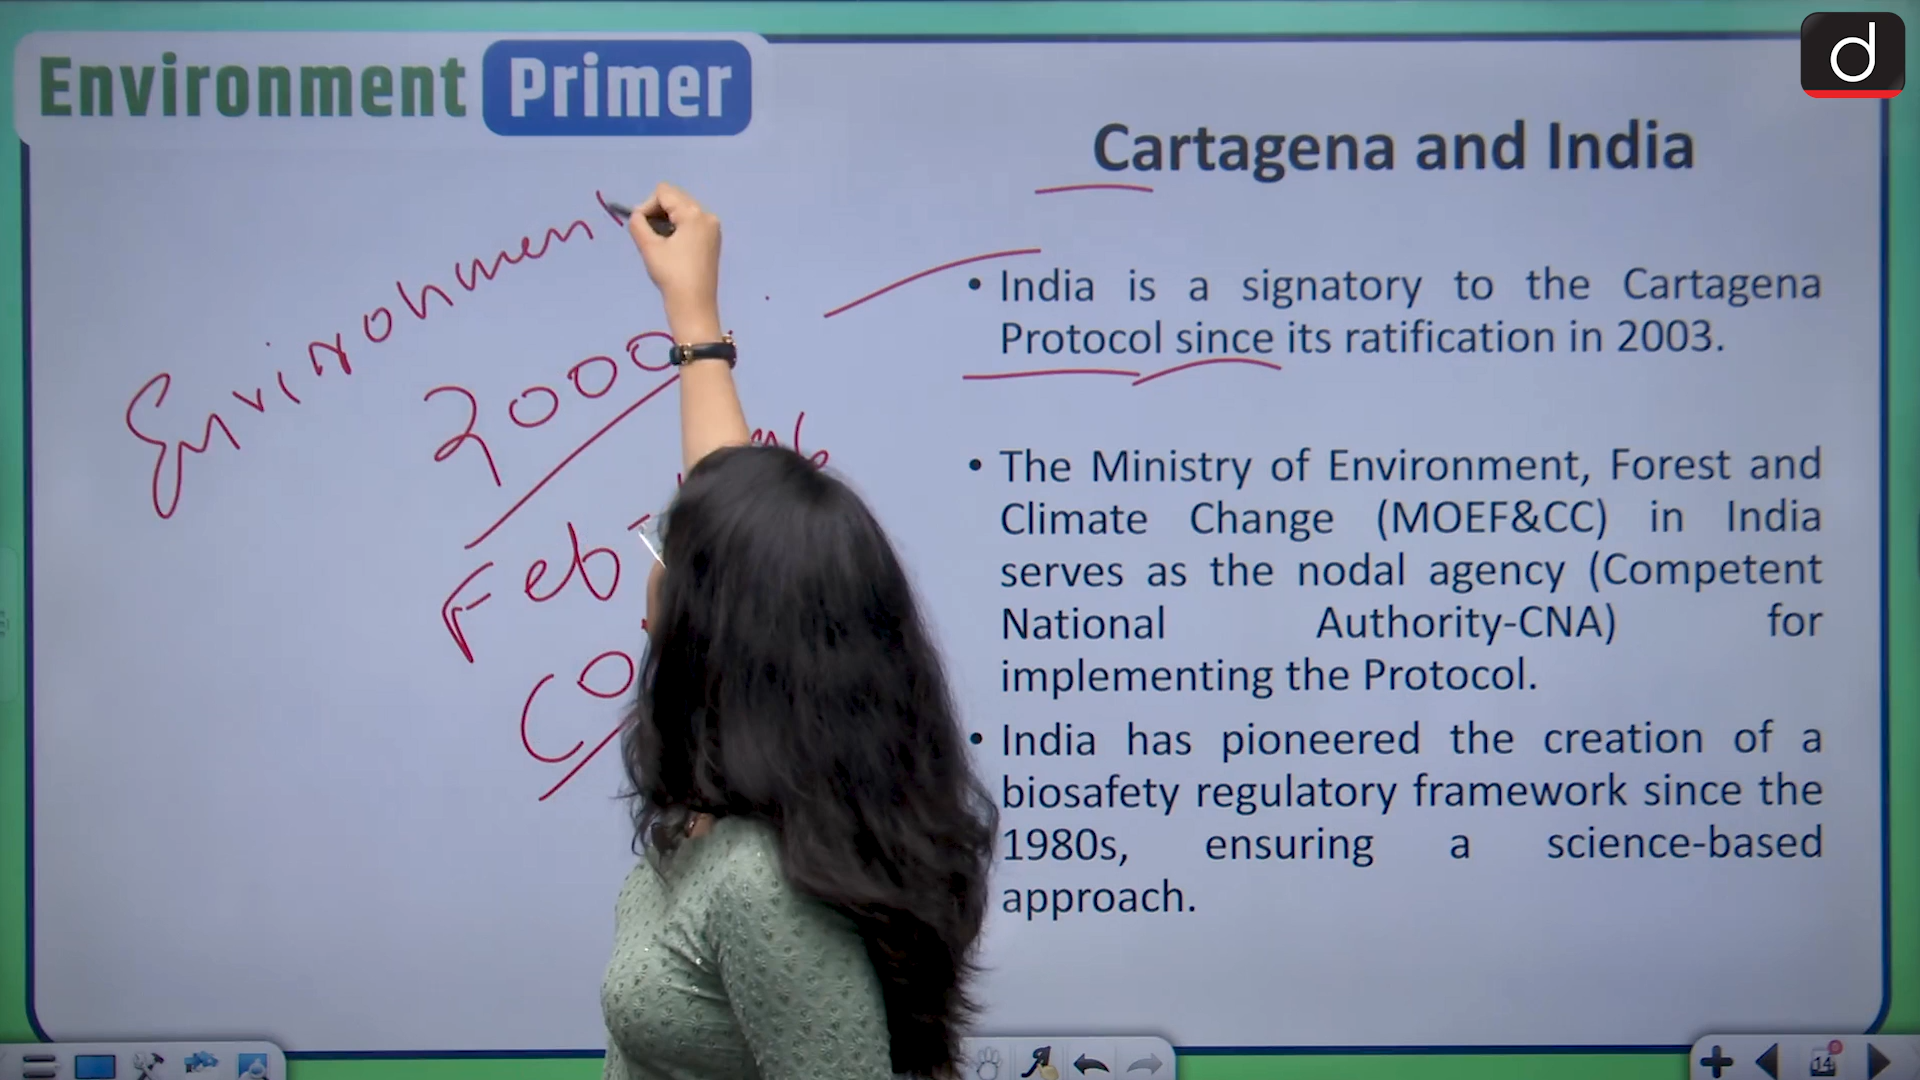 Environment Primer
d
Cartagena and India
• India is a signatory to the Cartagena
Protocol since its ratification in 2003.
• The Ministry of Environment, Forest and
Climate Change (MOEF&CC) in India
serves as the nodal agency (Competent
National Authority-CNA) for
implementing the Protocol.
• India has pioneered the creation of a
biosafety regulatory framework since the
1980s, ensuring a science-based
approach.
Environment
2000
Feb
14